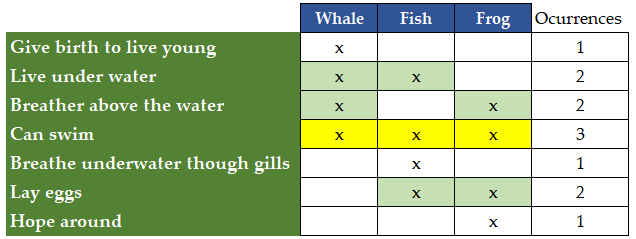 Whale Fish Frog Ocurrences
Give birth to live young x 1
Live under water x x 2
Breather above the water x x 2
Can swim x x x 3
Breathe underwater though gills x 1
Lay eggs x x 2
Hope around x 1